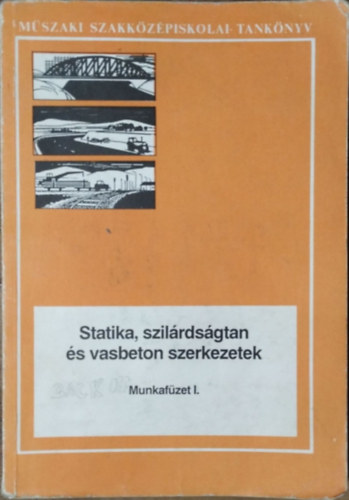 MŰSZAKI SZAKKÖZÉPISKOLAI TANKÖNYV
Statika, szilárdságtan
és vasbeton szerkezetek
Munkafüzet I.